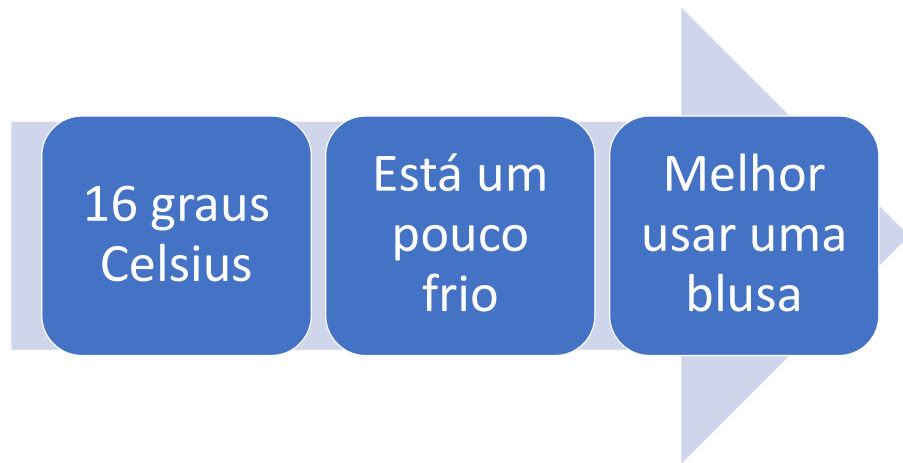 16 graus
Celsius
Está um
pouco
frio
Melhor
usar uma
blusa